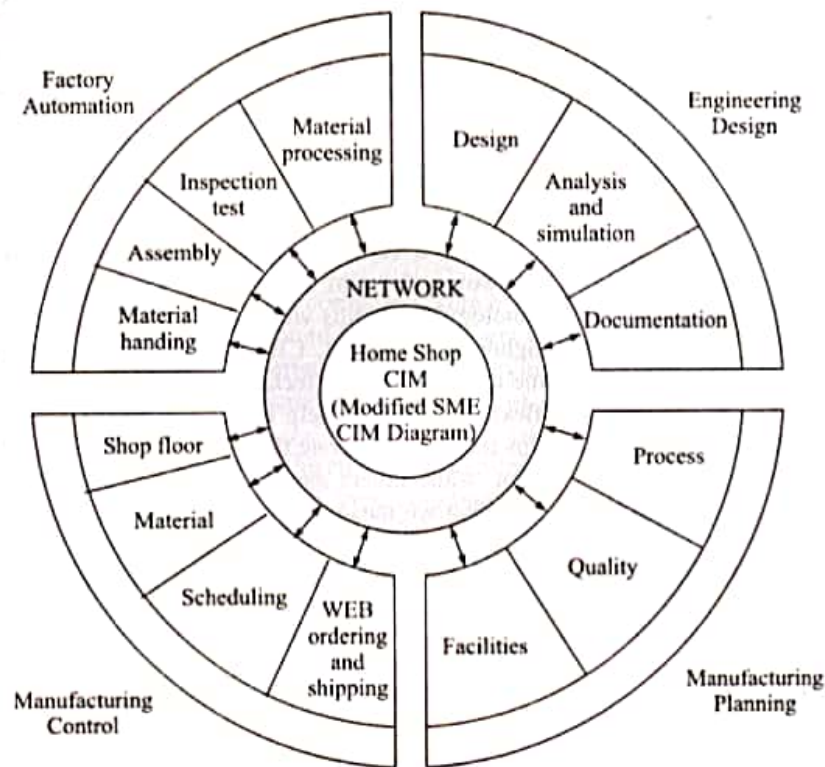 Factory
Automation
Material
processing
Inspection
test
Assembly
Material
handing
Engineering
Design
Design
Analysis
and
simulation
Documentation
NETWORK
Home Shop
CIM
(Modified SME
CIM Diagram)
Shop floor
Material
Scheduling
WEB
ordering
and
shipping
Manufacturing
Control
Process
Quality
Facilities
Manufacturing
Planning